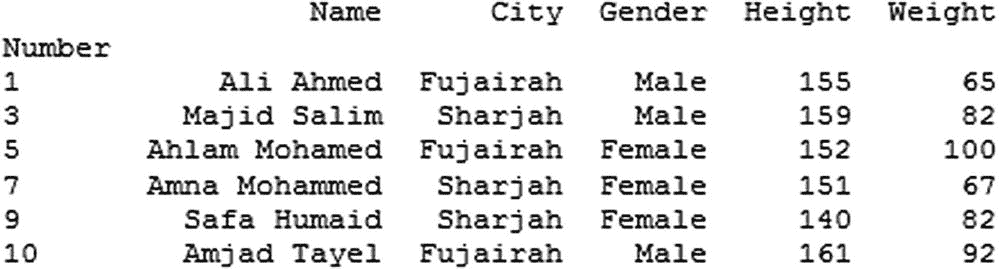 Name City Gender Height Weight
Number
1 Ali Ahmed Fujairah Male 155 65
3 Majid Salim Sharjah Male 159 82
5 Ahlam Mohamed Fujairah Female 152 100
7 Amna Mohammed Sharjah Female 151 67
9 Safa Humaid Sharjah Female 140 82
10 Amjad Tayel Fujairah Male 161 92